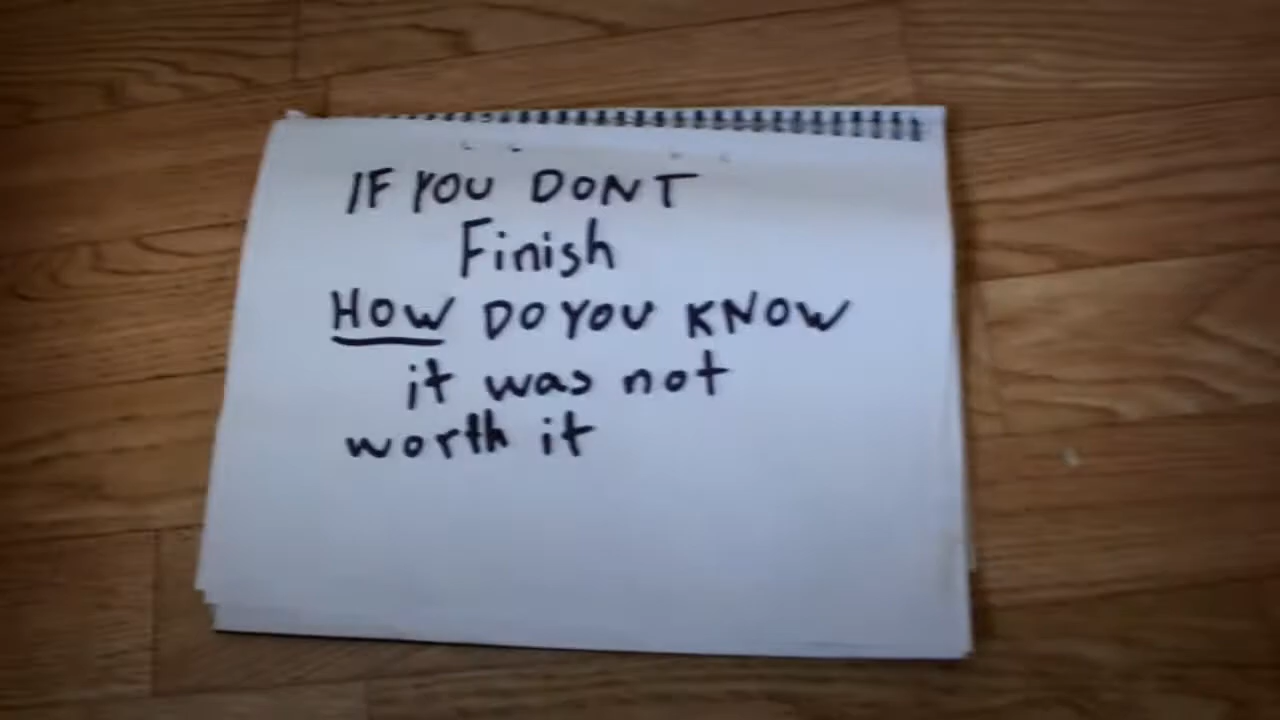 IF YOU DONT
Finish
HOW DO YOU KNOW
it was not
worth it